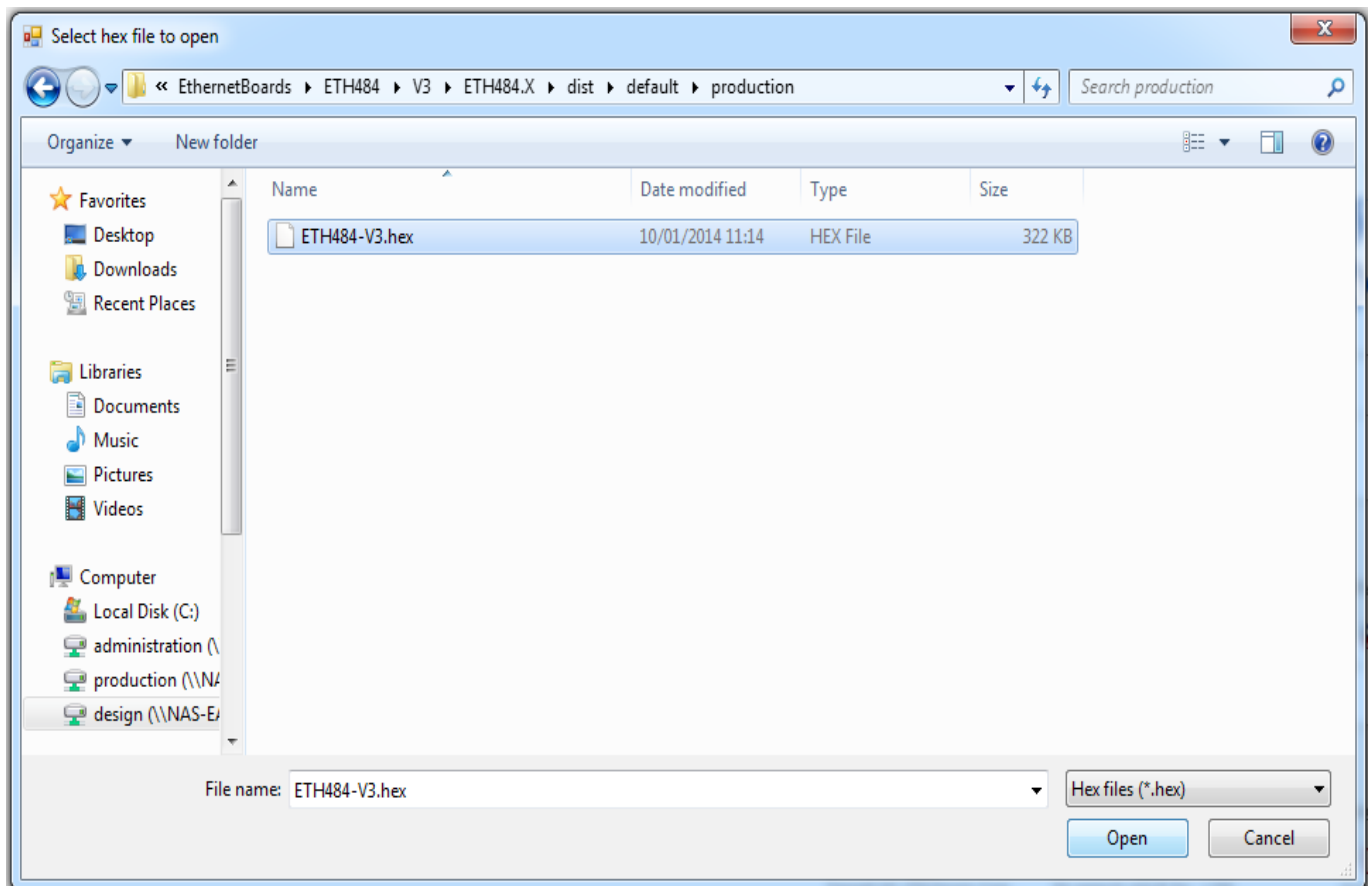 Select hex file to open
« EthernetBoards ETH484 V3 ETH484.X dist default production
Search production
Organize New folder
Name Date modified Type Size
ETH484-V3.hex 10/01/2014 11:14 HEX File 322 KB
Favorites
Desktop
Downloads
Recent Places
Libraries
Documents
Music
Pictures
Videos
Computer
Local Disk (C:)
administration (\
production (\\NA
design (\\NAS-EA
File name: ETH484-V3.hex Hex files (*.hex)
Open Cancel